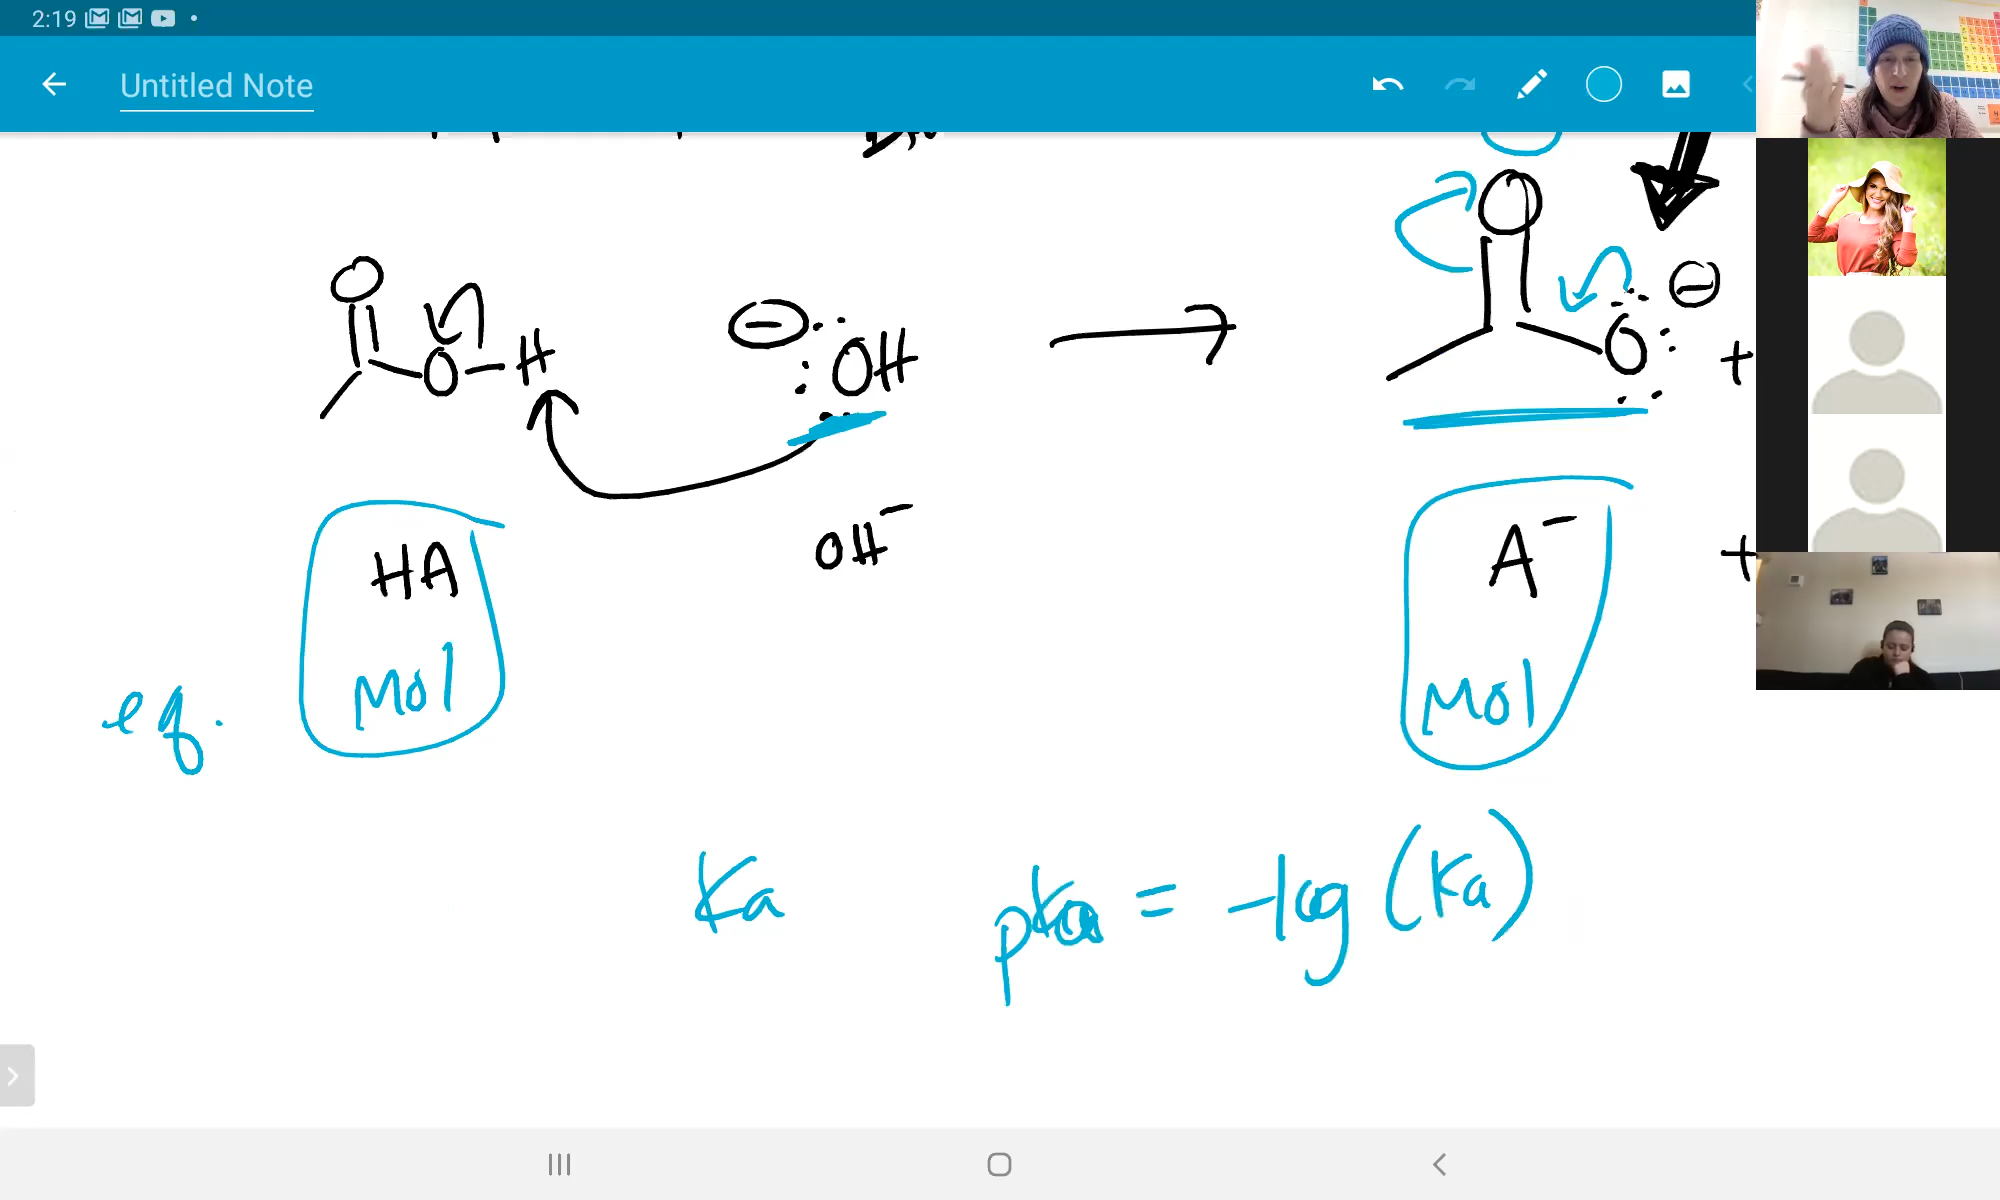 2:19
Untitled Note
O
O
O H
⊖
:OH
O:
⊖
+
HA
OH⁻
A⁻
+
eq.
Mol
Mol
Ka
pKa = -log (Ka)